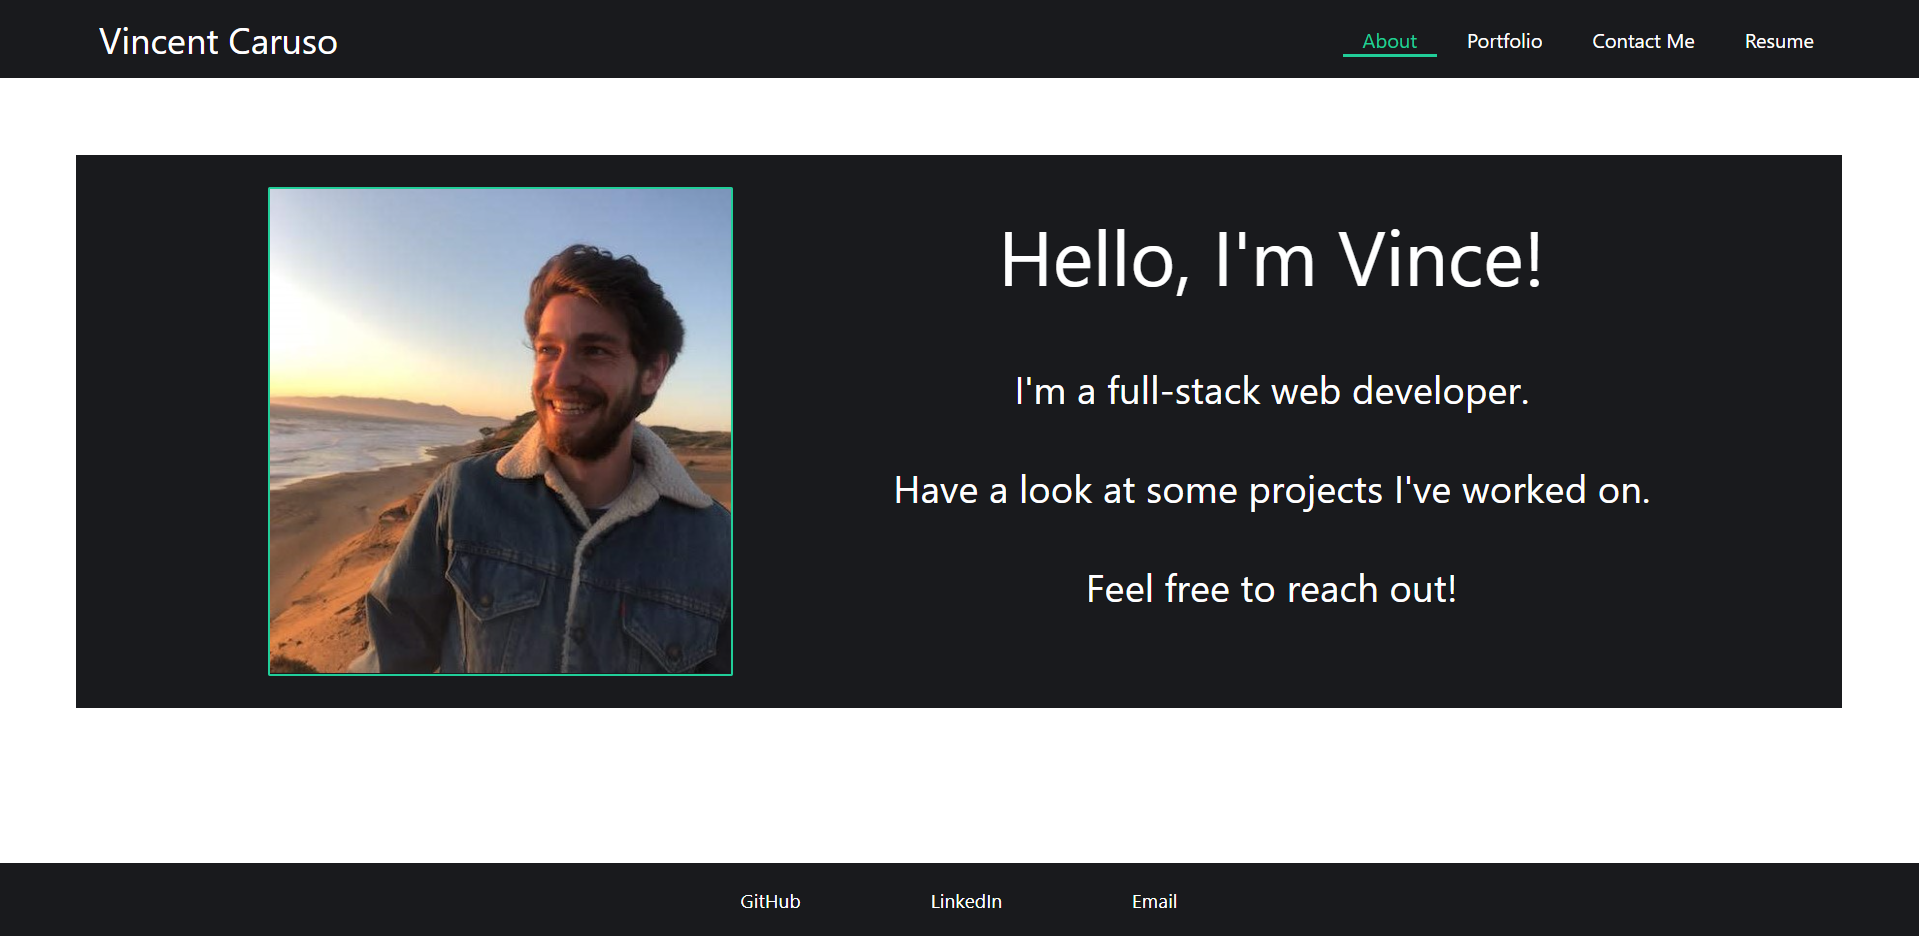 Vincent Caruso
About Portfolio Contact Me Resume
Hello, I'm Vince!
I'm a full-stack web developer.
Have a look at some projects I've worked on.
Feel free to reach out!
GitHub LinkedIn Email